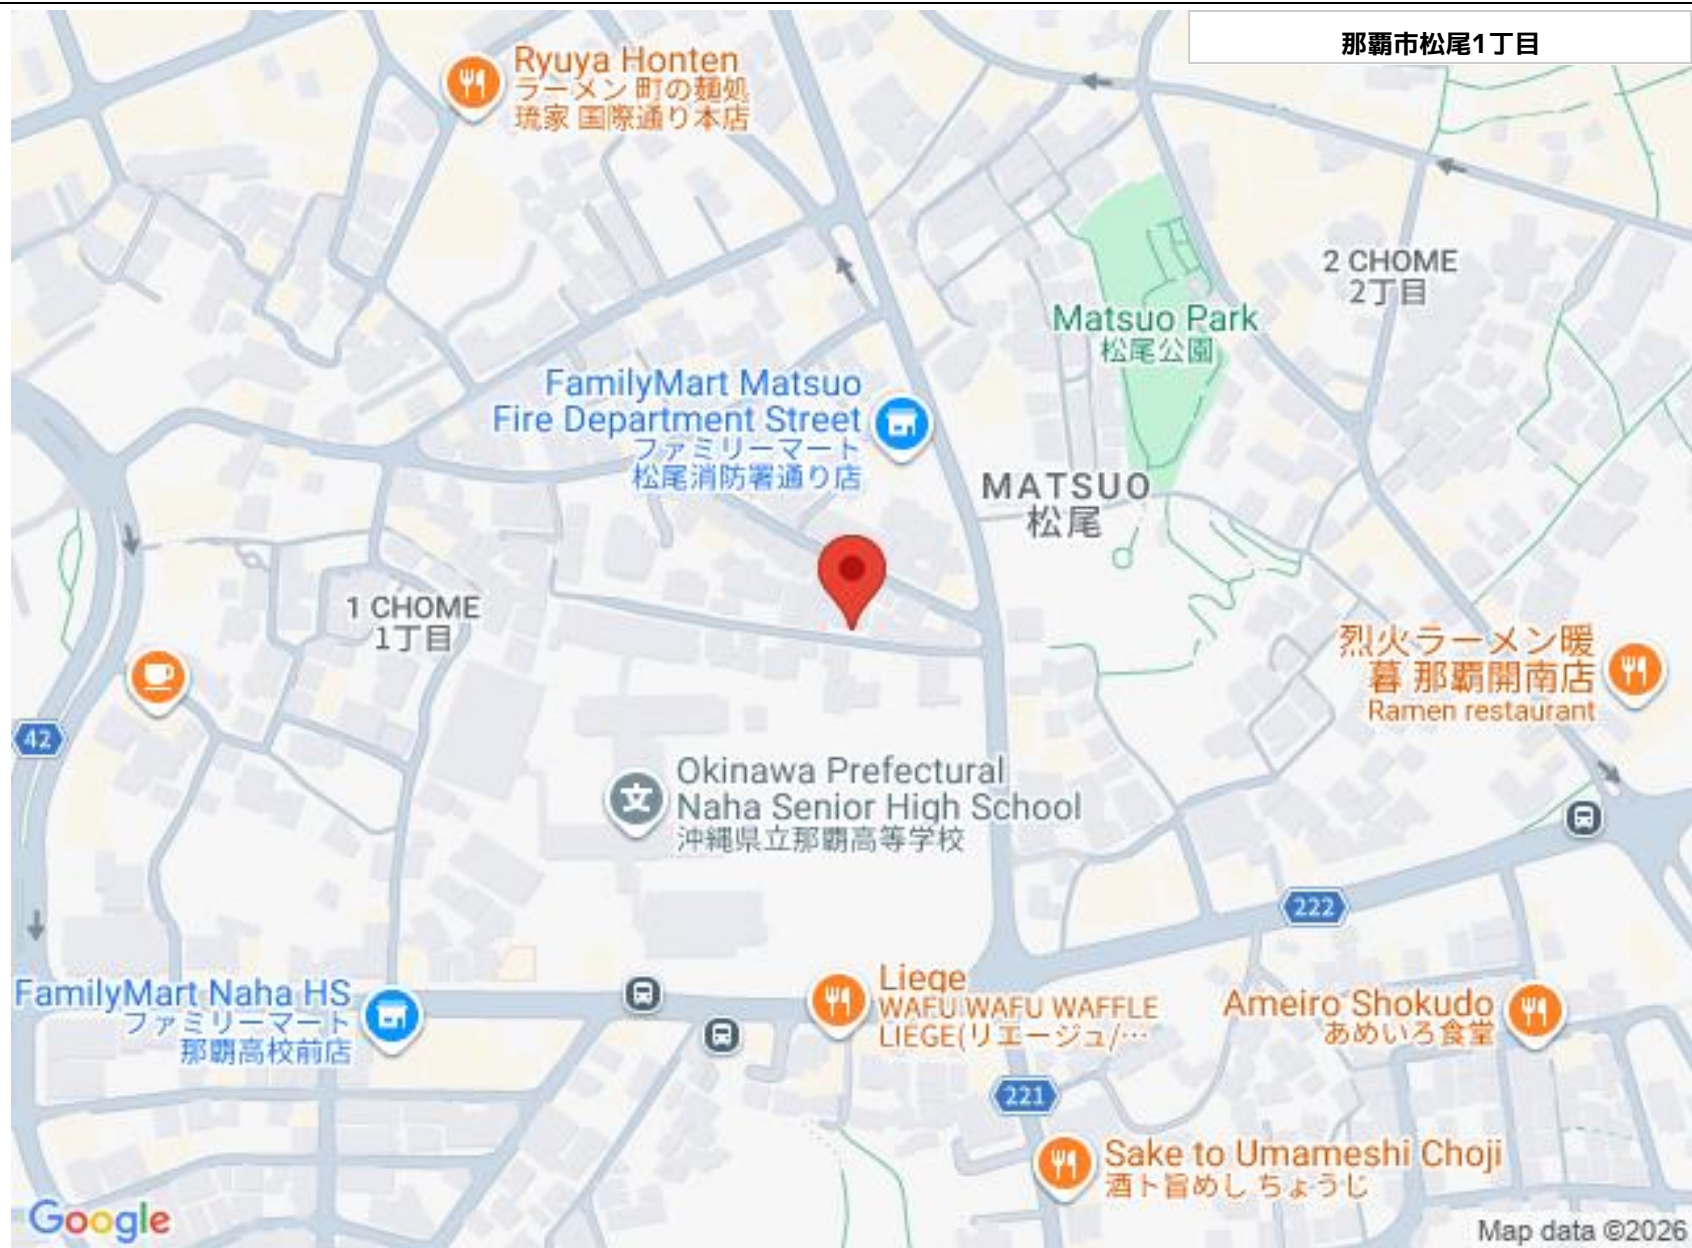 那覇市松尾1丁目
Ryuya Honten
ラーメン 町の麺処
琉家 国際通り本店
2 CHOME
2丁目
Matsuo Park
松尾公園
FamilyMart Matsuo
Fire Department Street
ファミリーマート
松尾消防署通り店
MATSUO
松尾
1 CHOME
1丁目
烈火ラーメン暖
暮 那覇開南店
Ramen restaurant
42
文
Okinawa Prefectural
Naha Senior High School
沖縄県立那覇高等学校
222
FamilyMart Naha HS
ファミリーマート
那覇高校前店
Liege
WAFU WAFU WAFFLE
LIEGE(リエージュ/…
Ameiro Shokudo
あめいろ食堂
221
Sake to Umameshi Choji
酒ト旨めし ちょうじ
Google
Map data ©2026